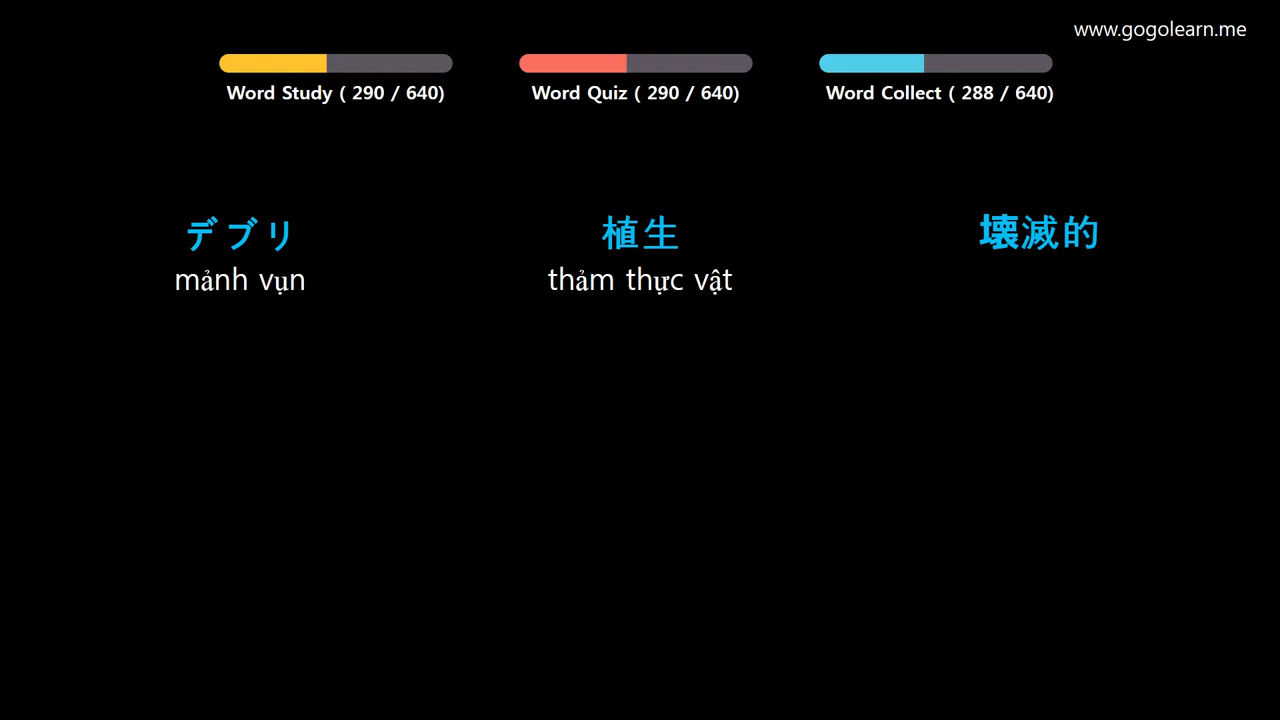 www.gogolearn.me
Word Study ( 290 / 640)
Word Quiz ( 290 / 640)
Word Collect ( 288 / 640)
デブリ
mảnh vụn
植生
thảm thực vật
壊滅的